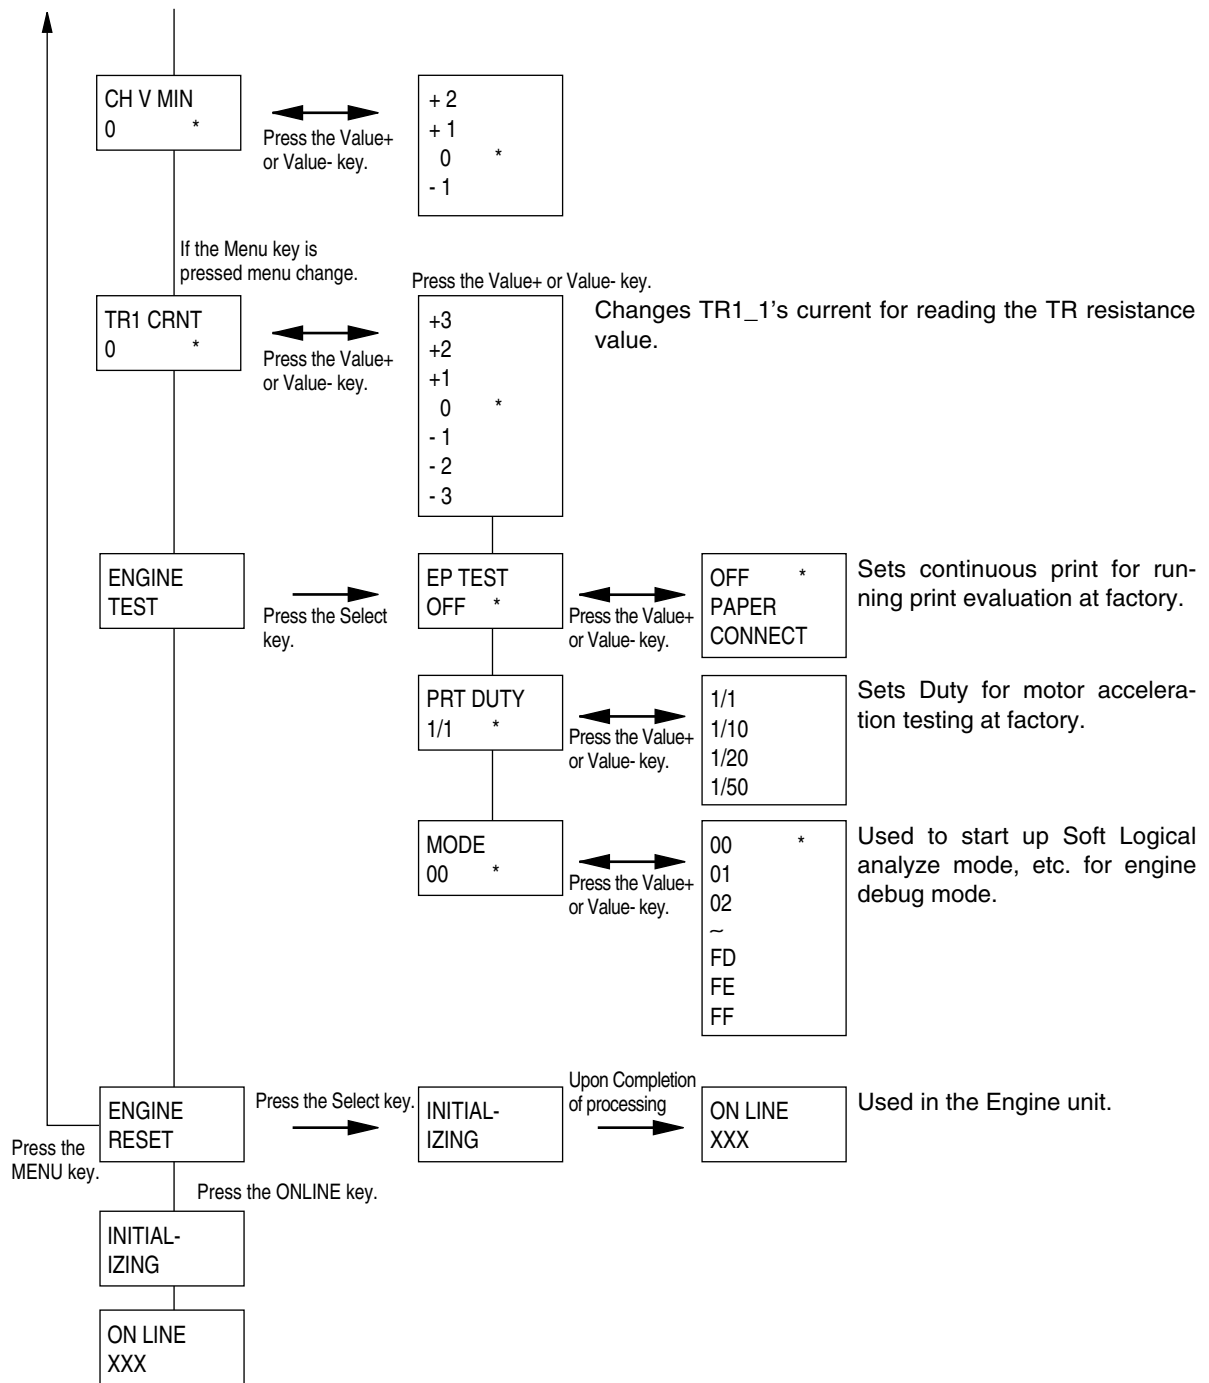 CH V MIN
0 *
Press the Value+
or Value- key.
+ 2
+ 1
0 *
- 1
If the Menu key is
pressed menu change.
TR1 CRNT
0 *
Press the Value+
or Value- key.
Press the Value+ or Value- key.
+3
+2
+1
0 *
- 1
- 2
- 3
Changes TR1_1's current for reading the TR resistance
value.
ENGINE
TEST
Press the Select
key.
EP TEST
OFF *
Press the Value+
or Value- key.
OFF *
PAPER
CONNECT
Sets continuous print for run-
ning print evaluation at factory.
PRT DUTY
1/1 *
Press the Value+
or Value- key.
1/1
1/10
1/20
1/50
Sets Duty for motor accelera-
tion testing at factory.
MODE
00 *
Press the Value+
or Value- key.
00 *
01
02
~
FD
FE
FF
Used to start up Soft Logical
analyze mode, etc. for engine
debug mode.
Press the
MENU key.
ENGINE
RESET
Press the Select key.
INITIAL-
IZING
Upon Completion
of processing
ON LINE
XXX
Used in the Engine unit.
Press the ONLINE key.
INITIAL-
IZING
ON LINE
XXX